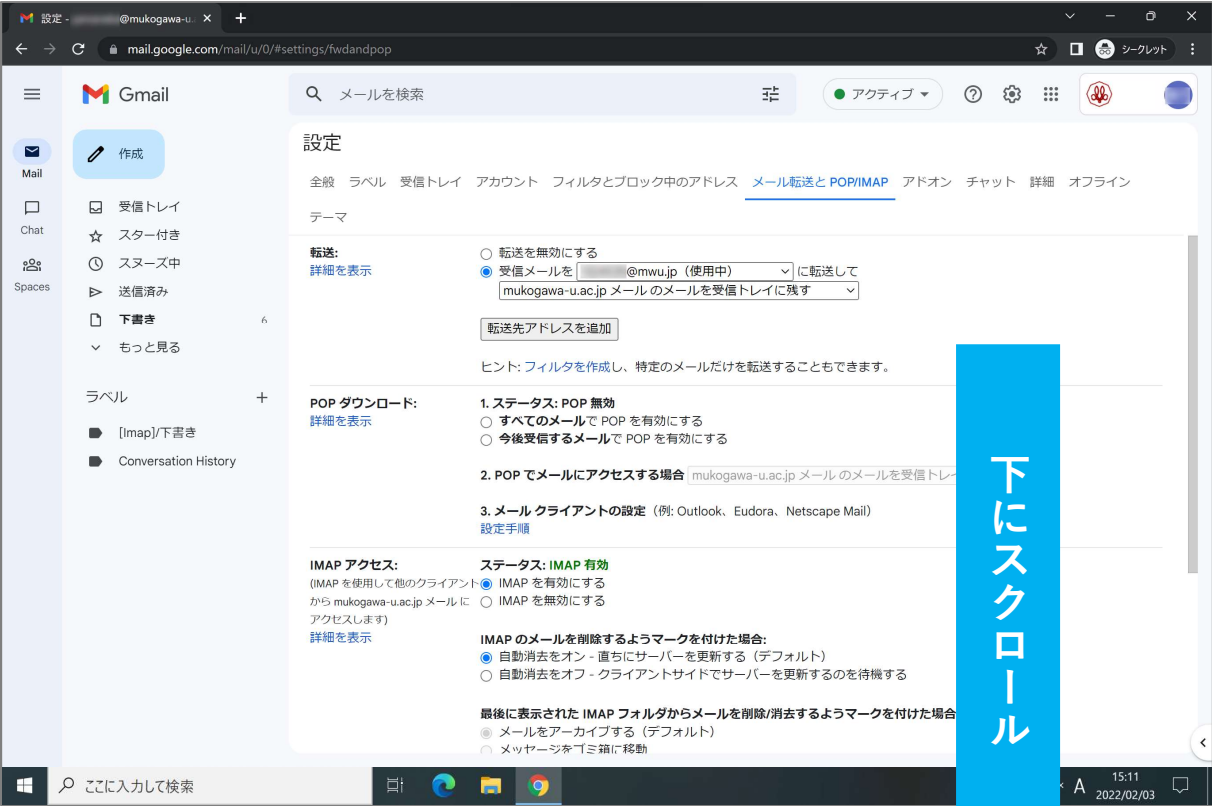 設定 - @mukogawa-u.
mail.google.com/mail/u/0/#settings/fwdandpop
シークレット
Gmail
メールを検索
アクティブ
作成
Mail
Chat
Spaces
受信トレイ
スター付き
スヌーズ中
送信済み
下書き 6
もっと見る
ラベル
[Imap]/下書き
Conversation History
設定
全般 ラベル 受信トレイ アカウント フィルタとブロック中のアドレス メール転送と POP/IMAP アドオン チャット 詳細 オフライン
テーマ
転送:
詳細を表示
転送を無効にする
受信メールを @mwu.jp（使用中） に転送して
mukogawa-u.ac.jp メール のメールを受信トレイに残す
転送先アドレスを追加
ヒント: フィルタを作成し、特定のメールだけを転送することもできます。
POP ダウンロード:
詳細を表示
1. ステータス: POP 無効
すべてのメールで POP を有効にする
今後受信するメールで POP を有効にする
2. POP でメールにアクセスする場合 mukogawa-u.ac.jp メール のメールを受信トレ
3. メール クライアントの設定（例: Outlook、Eudora、Netscape Mail）
設定手順
IMAP アクセス:
(IMAP を使用して他のクライアント
から mukogawa-u.ac.jp メール に
アクセスします)
詳細を表示
ステータス: IMAP 有効
IMAP を有効にする
IMAP を無効にする
IMAP のメールを削除するようマークを付けた場合:
自動消去をオン - 直ちにサーバーを更新する（デフォルト）
自動消去をオフ - クライアントサイドでサーバーを更新するのを待機する
最後に表示された IMAP フォルダからメールを削除/消去するようマークを付けた場合
メールをアーカイブする（デフォルト）
メッセージをゴミ箱に移動
下にスクロール
ここに入力して検索
A
15:11
2022/02/03